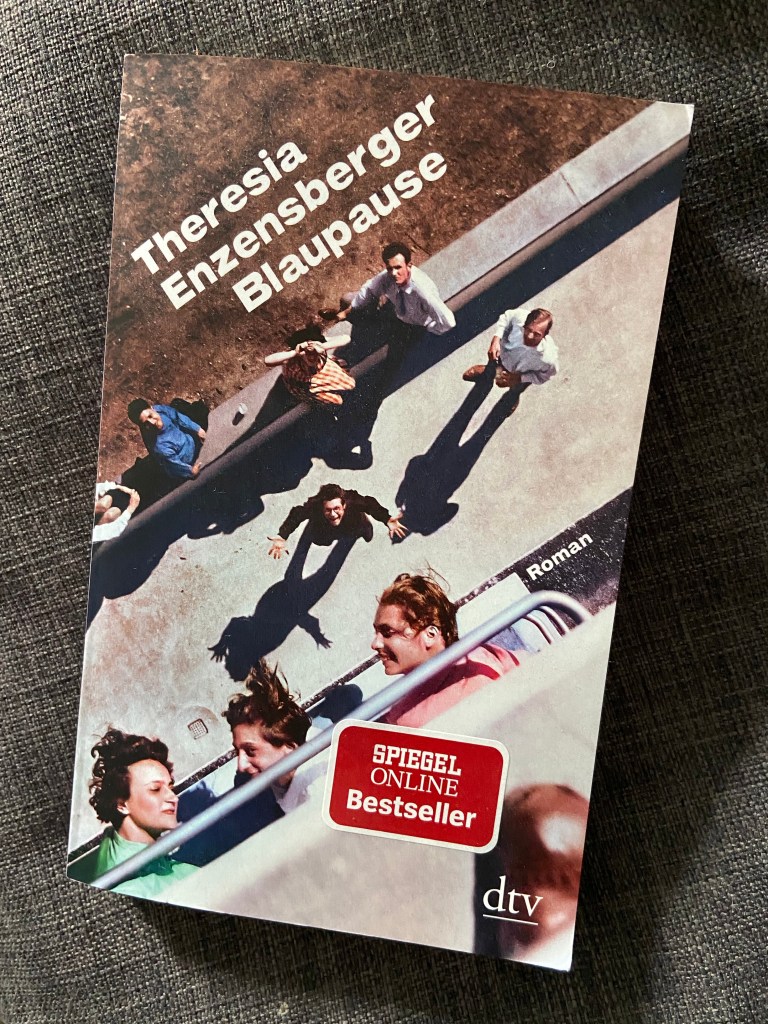 Theresia
Enzensberger
Blaupause
Roman
SPIEGEL
ONLINE
Bestseller
dtv